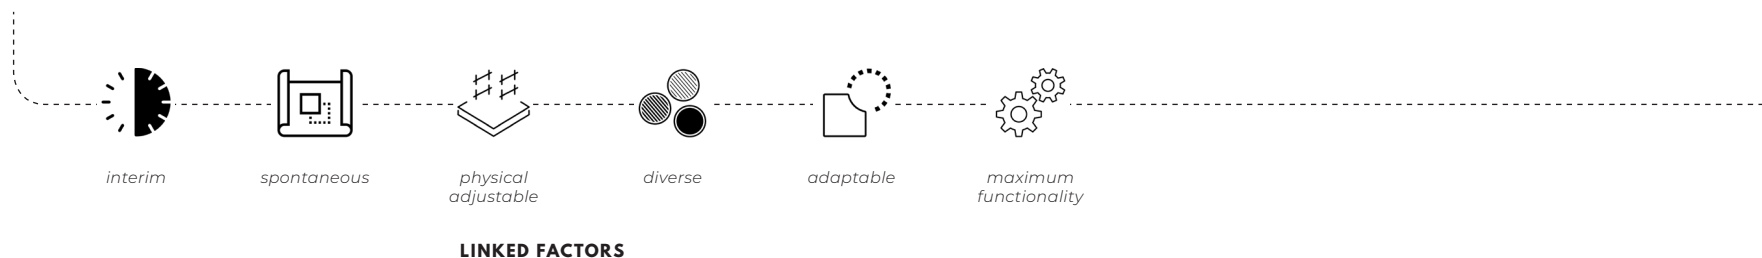 interim
spontaneous
physical
adjustable
diverse
adaptable
maximum
functionality
LINKED FACTORS